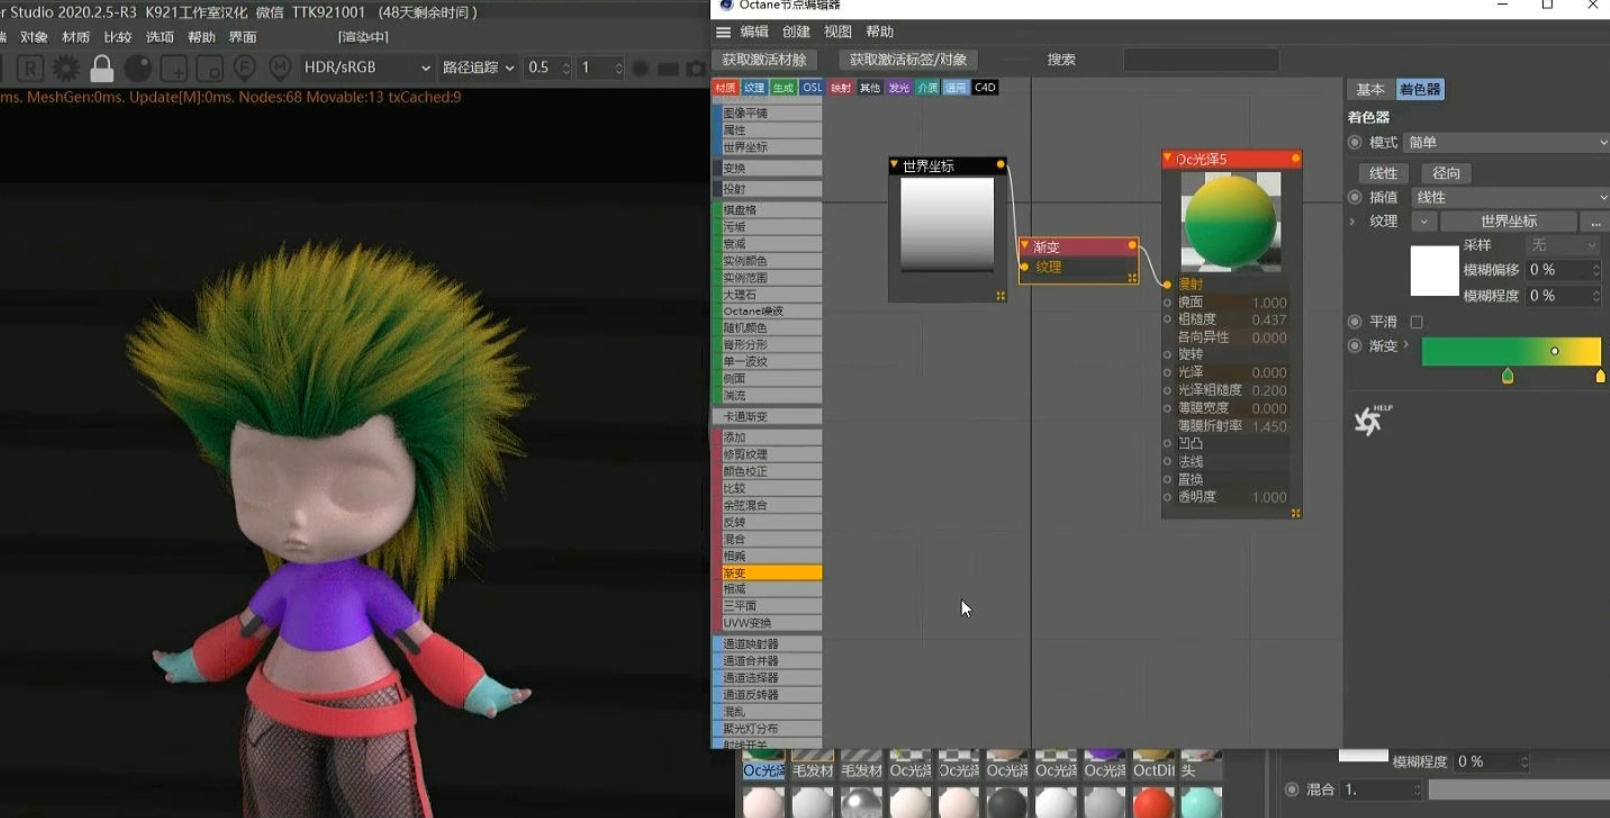 r Studio 2020.2.5-R3 K921工作室汉化 微信 TTK921001 (48天剩余时间)
对象 材质 比较 选项 帮助 界面 [渲染中]
HDR/sRGB 路径追踪 0.5 1
ms. MeshGen:0ms. Update[M]:0ms. Nodes:68 Movable:13 txCached:9
Octane节点编辑器
编辑 创建 视图 帮助
获取激活材质 获取激活标签/对象 搜索
材质 纹理 生成 OSL 映射 其他 发光 介质 通用 C4D
图像平铺
属性
世界坐标
变换
投射
棋盘格
污垢
衰减
实例颜色
实例范围
大理石
Octane噪波
随机颜色
脊形分形
单一波纹
侧面
湍流
卡通渐变
添加
修剪纹理
颜色校正
比较
余弦混合
反转
混合
相乘
渐变
相减
三平面
UVW变换
通道映射器
通道合并器
通道选择器
通道反转器
混乱
聚光灯分布
射线开关
世界坐标
渐变
纹理
Oc光泽5
漫射
镜面 1.000
粗糙度 0.437
各向异性 0.000
旋转
光泽 0.000
光泽粗糙度 0.200
薄膜宽度 0.000
薄膜折射率 1.450
凹凸
法线
置换
透明度 1.000
基本 着色器
着色器
模式 简单
线性 径向
插值 线性
纹理 世界坐标 ...
采样 无
模糊偏移 0 %
模糊程度 0 %
平滑
渐变
HELP
Oc光泽 毛发材 毛发材 Oc光泽 Oc光泽 Oc光泽 Oc光泽 Oc光泽 OctDif 头
模糊程度 0 %
混合 1.